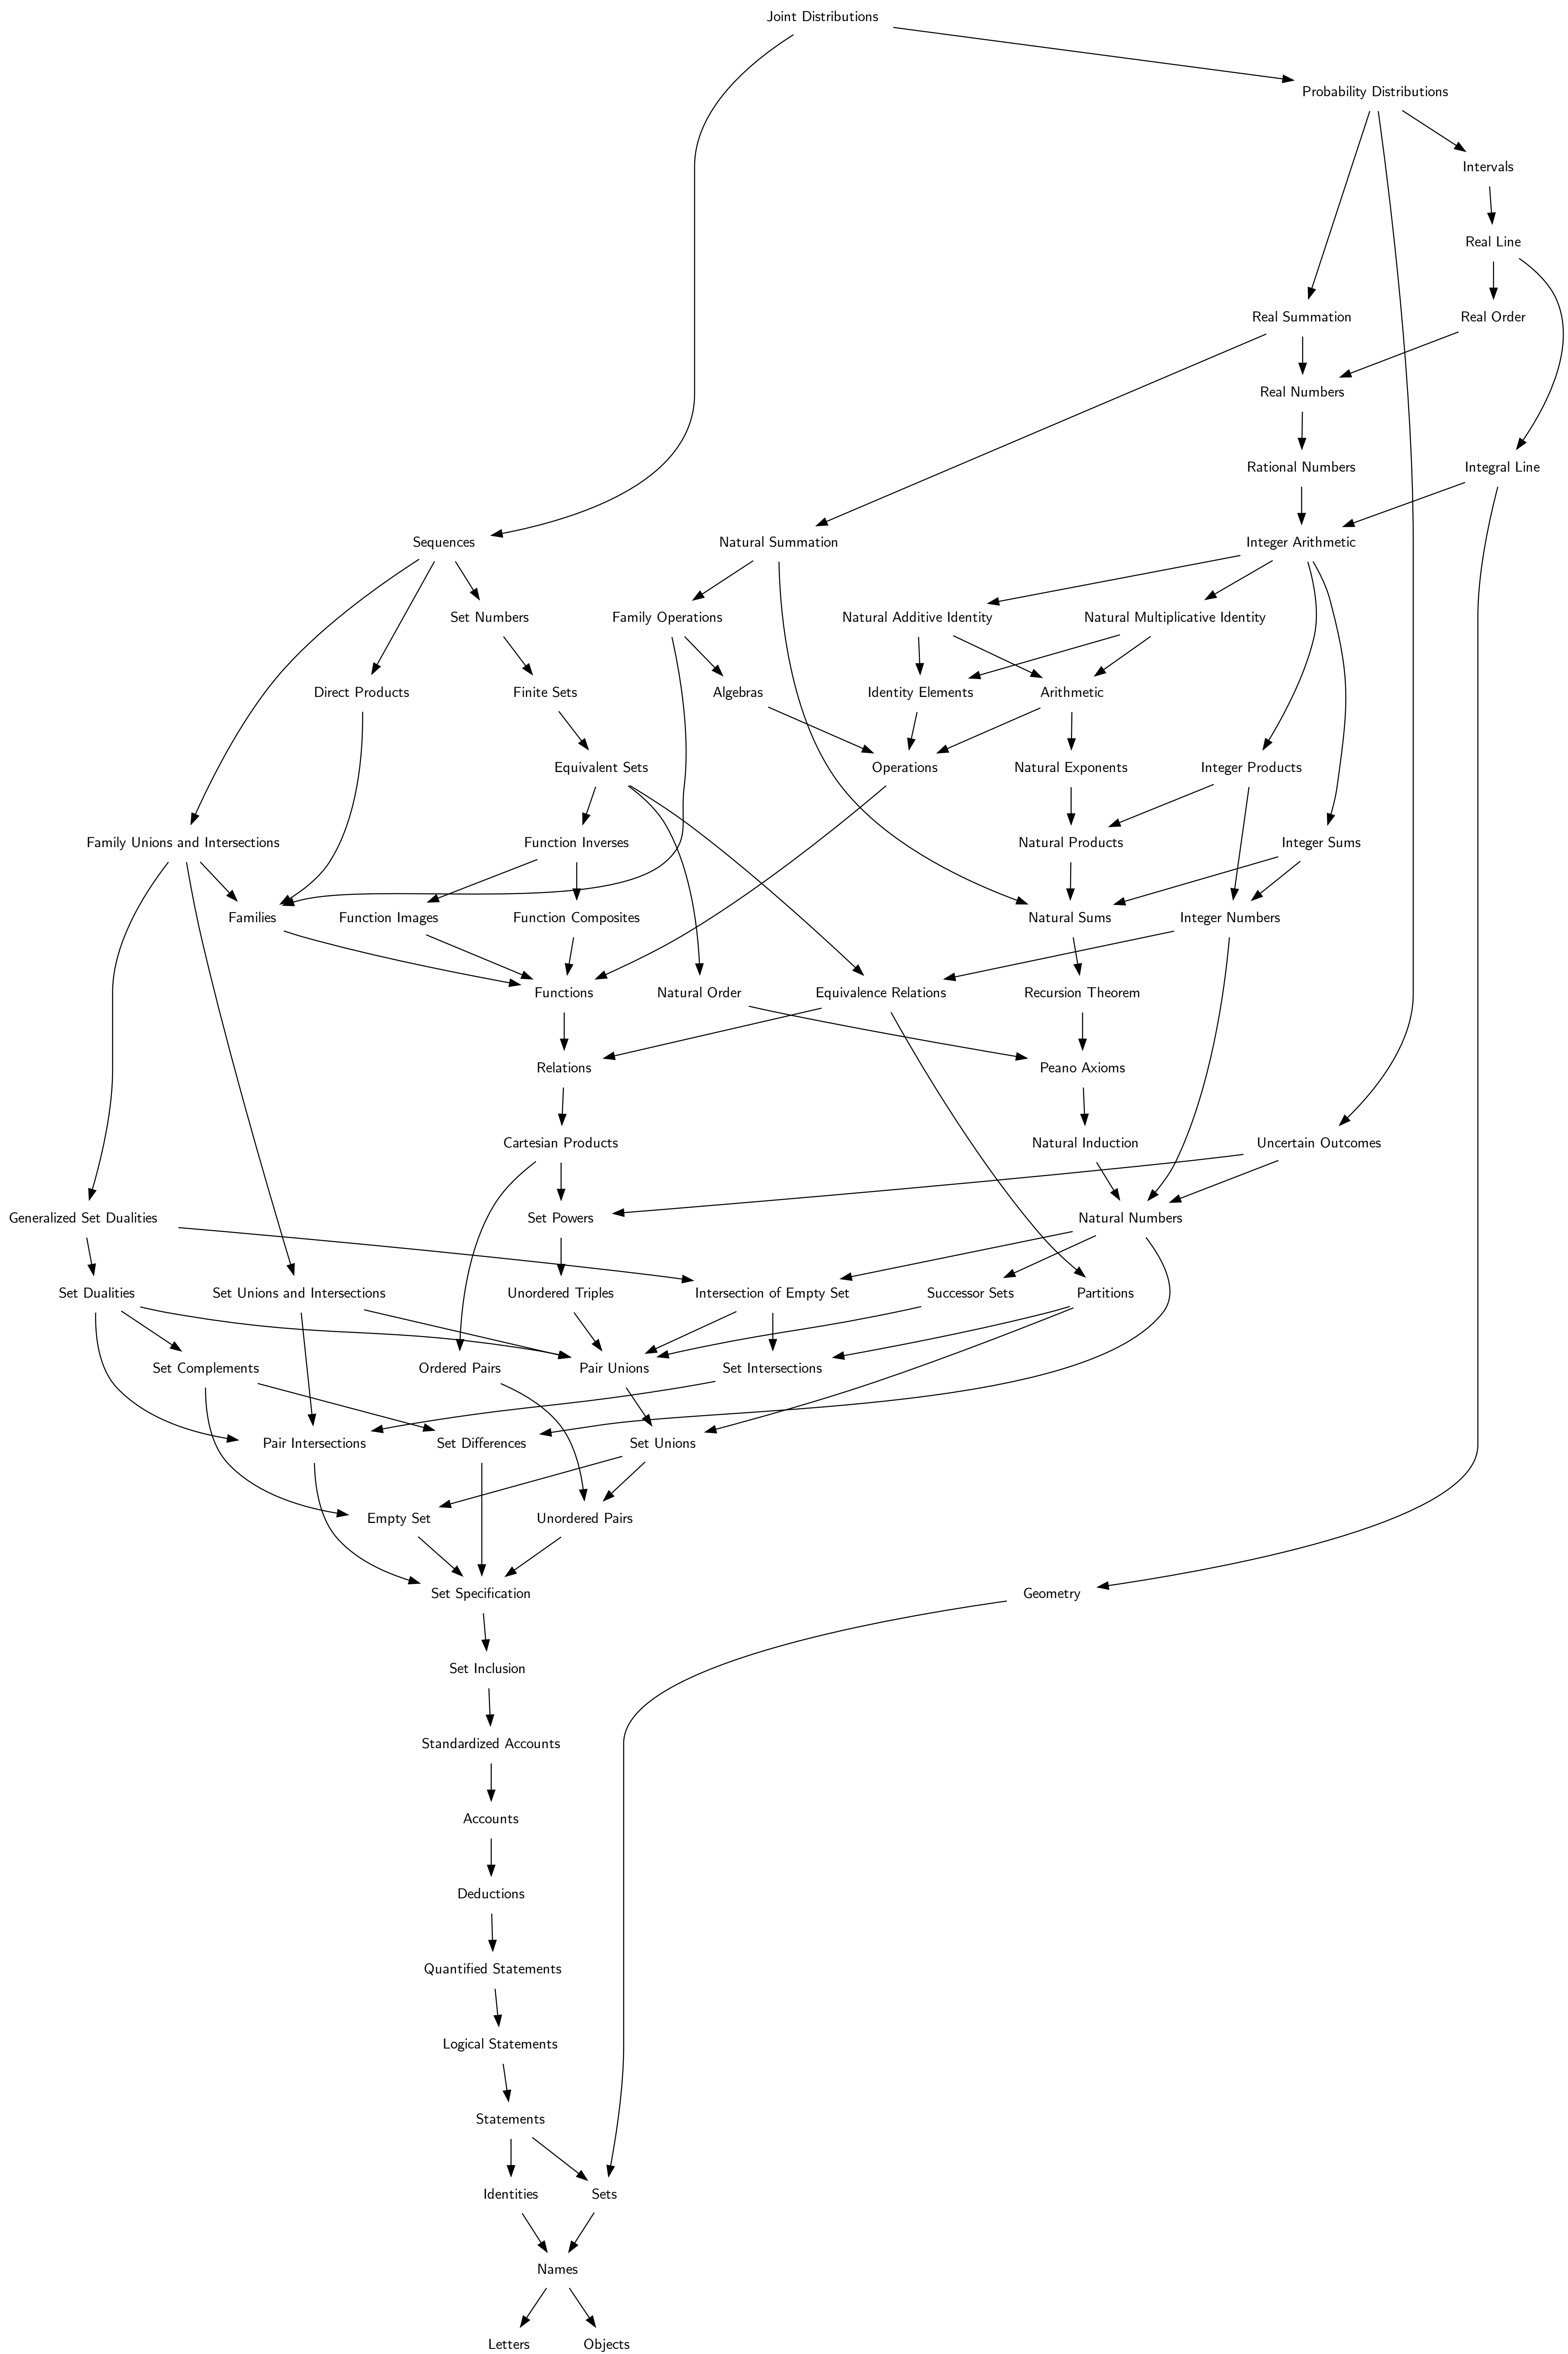 Joint Distributions
Probability Distributions
Intervals
Real Line
Real Summation
Real Order
Real Numbers
Rational Numbers
Integral Line
Sequences
Natural Summation
Integer Arithmetic
Set Numbers
Family Operations
Natural Additive Identity
Natural Multiplicative Identity
Direct Products
Finite Sets
Algebras
Identity Elements
Arithmetic
Equivalent Sets
Operations
Natural Exponents
Integer Products
Family Unions and Intersections
Function Inverses
Natural Products
Integer Sums
Families
Function Images
Function Composites
Natural Sums
Integer Numbers
Functions
Natural Order
Equivalence Relations
Recursion Theorem
Relations
Peano Axioms
Cartesian Products
Natural Induction
Uncertain Outcomes
Generalized Set Dualities
Set Powers
Natural Numbers
Set Dualities
Set Unions and Intersections
Unordered Triples
Intersection of Empty Set
Successor Sets
Partitions
Set Complements
Ordered Pairs
Pair Unions
Set Intersections
Pair Intersections
Set Differences
Set Unions
Empty Set
Unordered Pairs
Set Specification
Geometry
Set Inclusion
Standardized Accounts
Accounts
Deductions
Quantified Statements
Logical Statements
Statements
Identities
Sets
Names
Letters
Objects